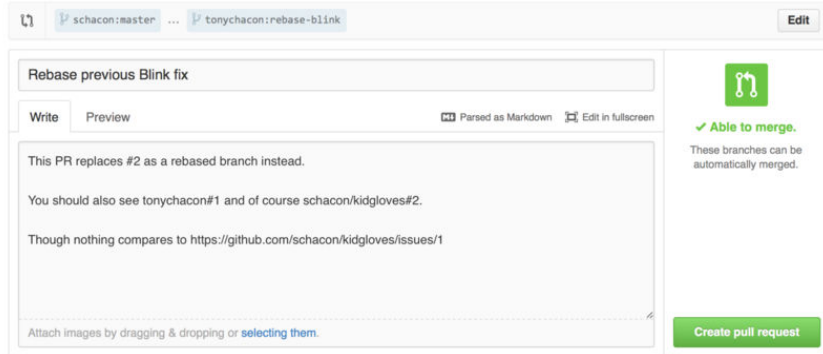 schacon:master ... tonychacon:rebase-blink Edit
Rebase previous Blink fix
Write Preview Parsed as Markdown Edit in fullscreen
This PR replaces #2 as a rebased branch instead.
You should also see tonychacon#1 and of course schacon/kidgloves#2.
Though nothing compares to https://github.com/schacon/kidgloves/issues/1
Attach images by dragging & dropping or selecting them.
✓ Able to merge.
These branches can be
automatically merged.
Create pull request